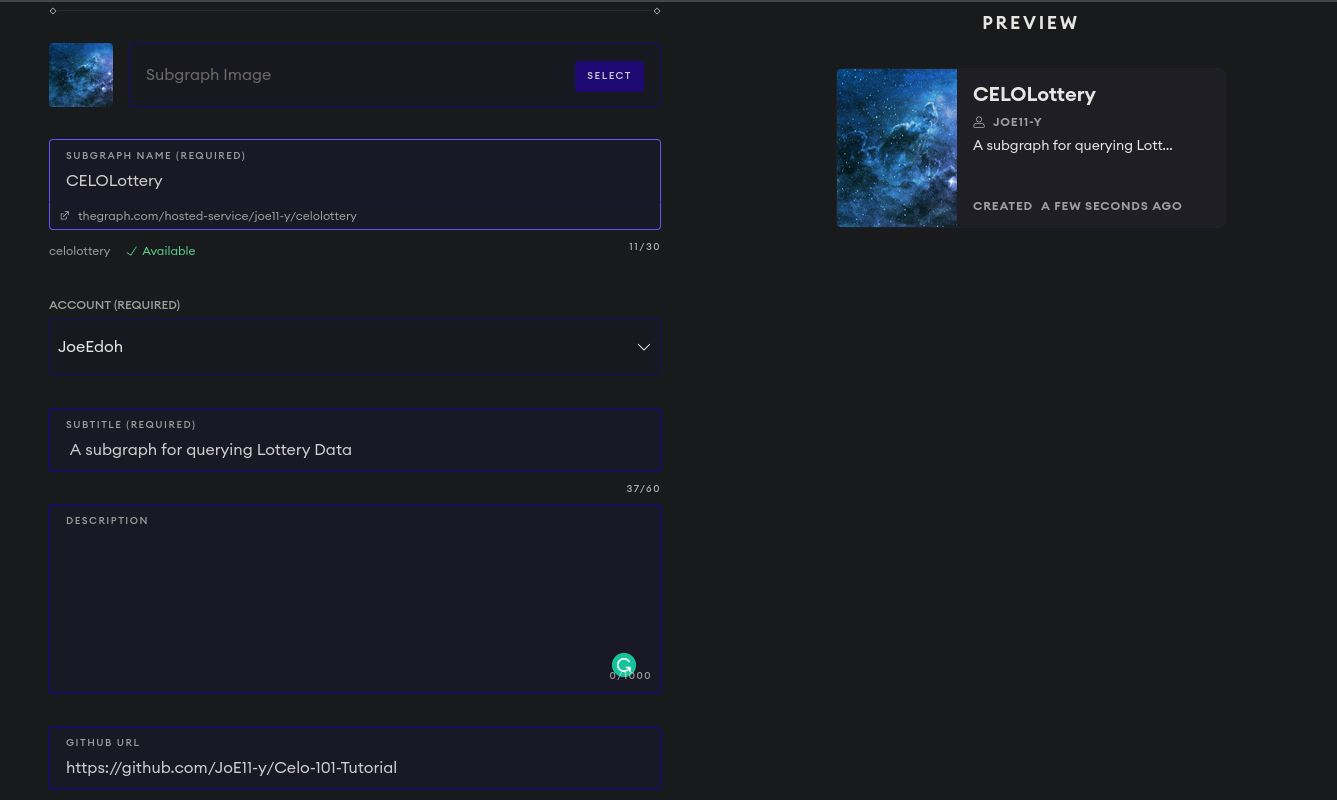 Subgraph Image
SELECT
SUBGRAPH NAME (REQUIRED)
CELOLottery
thegraph.com/hosted-service/joe11-y/celolottery
celolottery Available
11/30
ACCOUNT (REQUIRED)
JoeEdoh
SUBTITLE (REQUIRED)
A subgraph for querying Lottery Data
37/60
DESCRIPTION
0/1000
GITHUB URL
https://github.com/JoE11-y/Celo-101-Tutorial
PREVIEW
CELOLottery
JOE11-Y
A subgraph for querying Lott...
CREATED A FEW SECONDS AGO